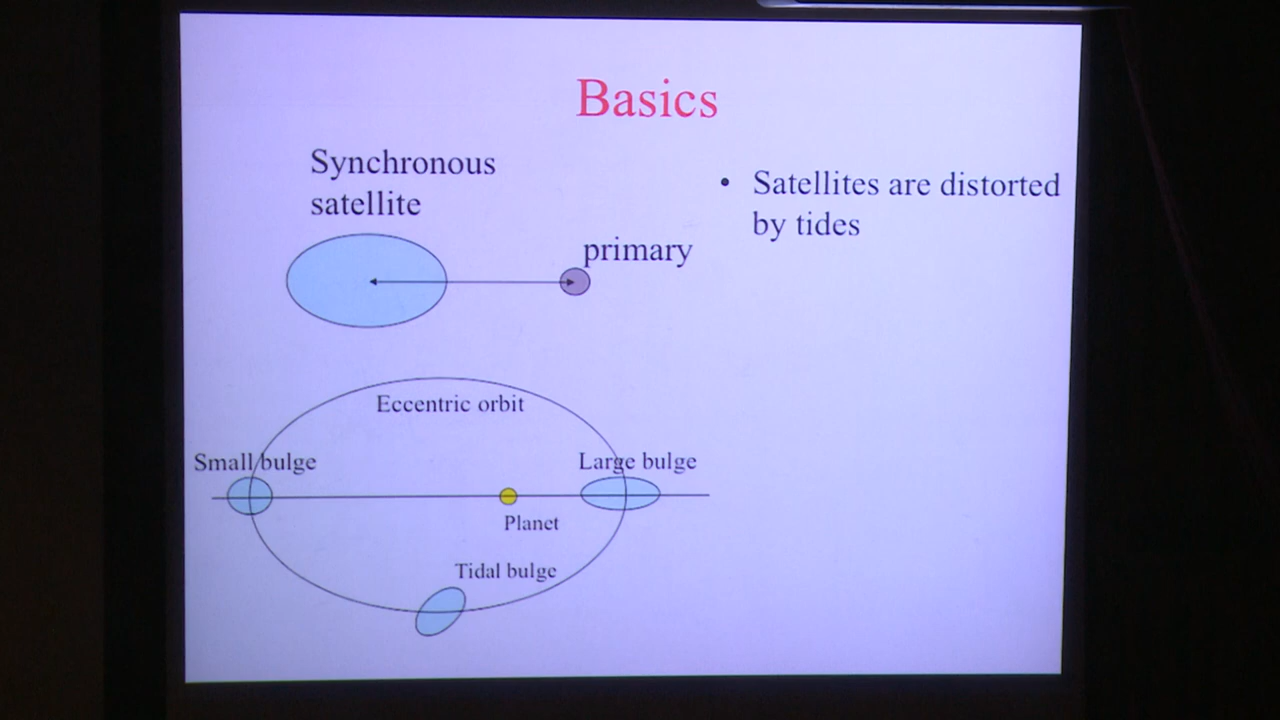 Basics
Synchronous
satellite
primary
• Satellites are distorted
by tides
Eccentric orbit
Small bulge
Large bulge
Planet
Tidal bulge